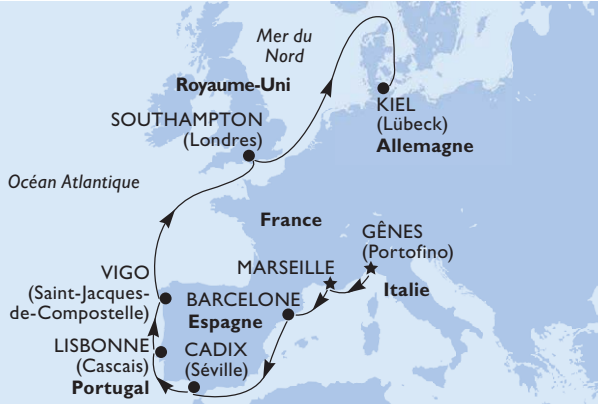 Mer du
Nord
Royaume-Uni
KIEL
(Lübeck)
Allemagne
SOUTHAMPTON
(Londres)
Océan Atlantique
France
GÊNES
(Portofino)
MARSEILLE
Italie
VIGO
(Saint-Jacques-
de-Compostelle)
BARCELONE
Espagne
LISBONNE
(Cascais)
Portugal
CADIX
(Séville)